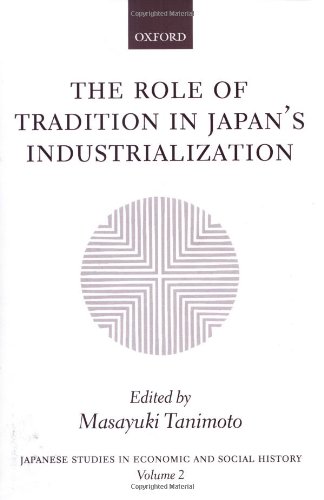 OXFORD
THE ROLE OF
TRADITION IN JAPAN'S
INDUSTRIALIZATION
Edited by
Masayuki Tanimoto
JAPANESE STUDIES IN ECONOMIC AND SOCIAL HISTORY
Volume 2